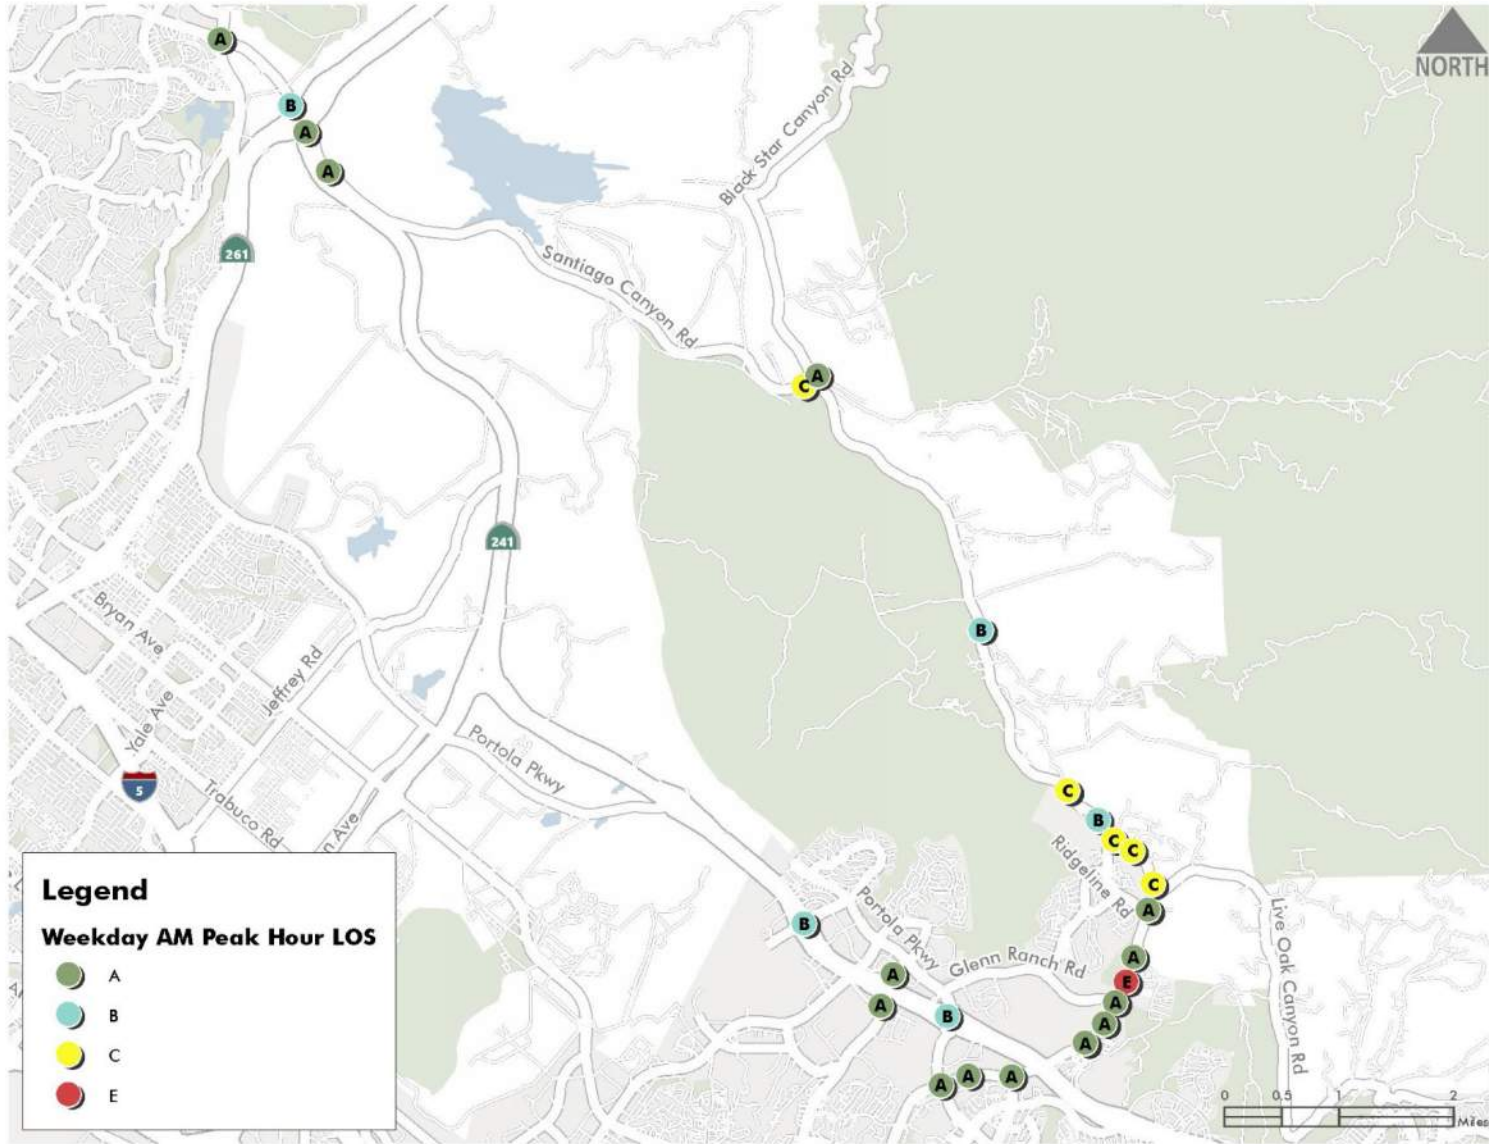 A
NORTH
B
A
A
Black Star Canyon Rd
261
Santiago Canyon Rd
A
C
241
Bryan Ave
B
Jeffrey Rd
Yale Ave
Portola Pkwy
5
Trabuco Rd
n Ave
C
B
C
C
Ridgeline Rd
C
A
Portola Pkwy
B
Live Oak Canyon Rd
A
Glenn Ranch Rd
A
E
A
A
B
A
A
A
A
A
Legend
Weekday AM Peak Hour LOS
A
B
C
E
0 0.5 1 2
Miles